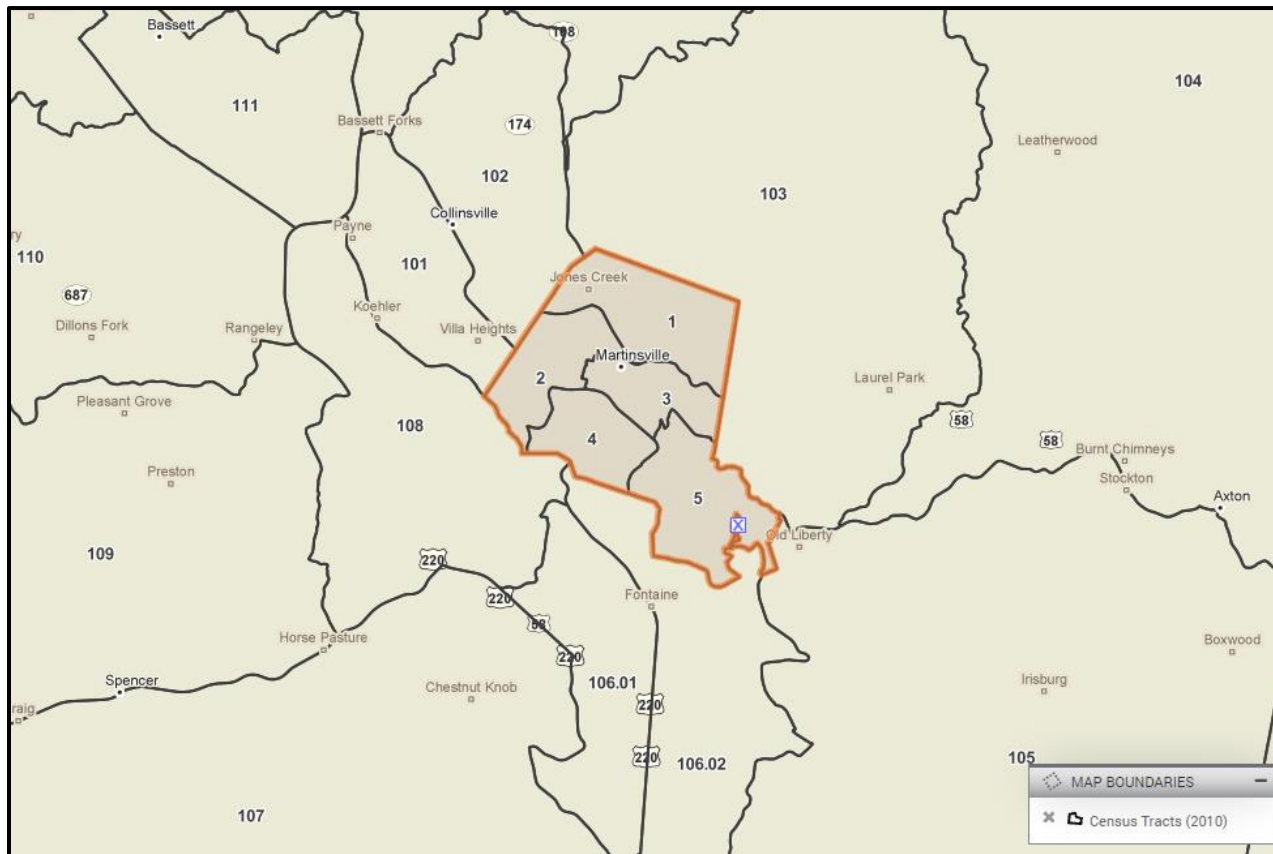 Bassett
108
104
111
Bassett Forks
174
Leatherwood
102
103
Collinsville
Payne
ry
110
101
Jones Creek
687
Koehler
1
Dillons Fork
Rangeley
Villa Heights
Martinsville
2
Laurel Park
3
Pleasant Grove
108
58
4
58
Burnt Chimneys
Preston
Stockton
5
Axton
Old Liberty
109
220
220
Fontaine
58
Horse Pasture
220
Boxwood
Spencer
Chestnut Knob
106.01
Irisburg
raig
220
220
106.02
105
MAP BOUNDARIES
107
Census Tracts (2010)